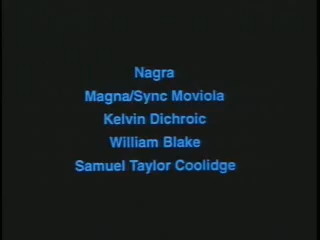 Nagra
Magna/Sync Moviola
Kelvin Dichroic
William Blake
Samuel Taylor Coolidge